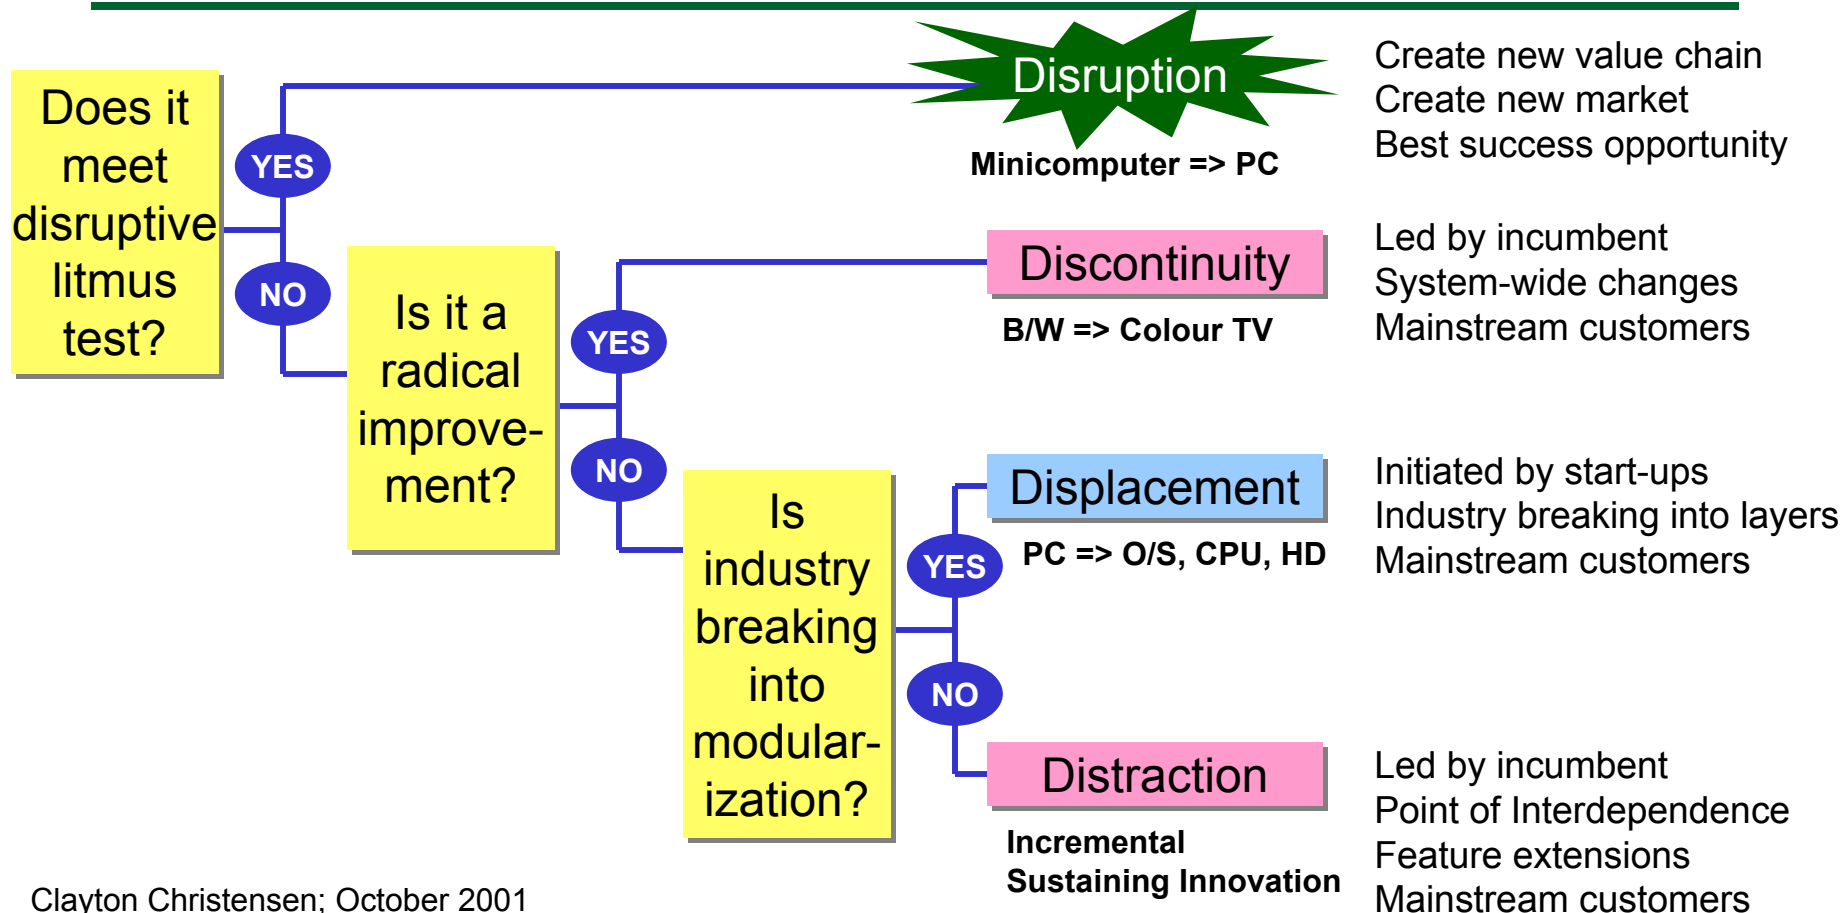 Does it
meet
disruptive
litmus
test?
YES
NO
Is it a
radical
improve-
ment?
YES
NO
Is
industry
breaking
into
modular-
ization?
YES
NO
Disruption
Minicomputer => PC
Create new value chain
Create new market
Best success opportunity
Discontinuity
B/W => Colour TV
Led by incumbent
System-wide changes
Mainstream customers
Displacement
PC => O/S, CPU, HD
Initiated by start-ups
Industry breaking into layers
Mainstream customers
Distraction
Incremental
Sustaining Innovation
Led by incumbent
Point of Interdependence
Feature extensions
Mainstream customers
Clayton Christensen; October 2001